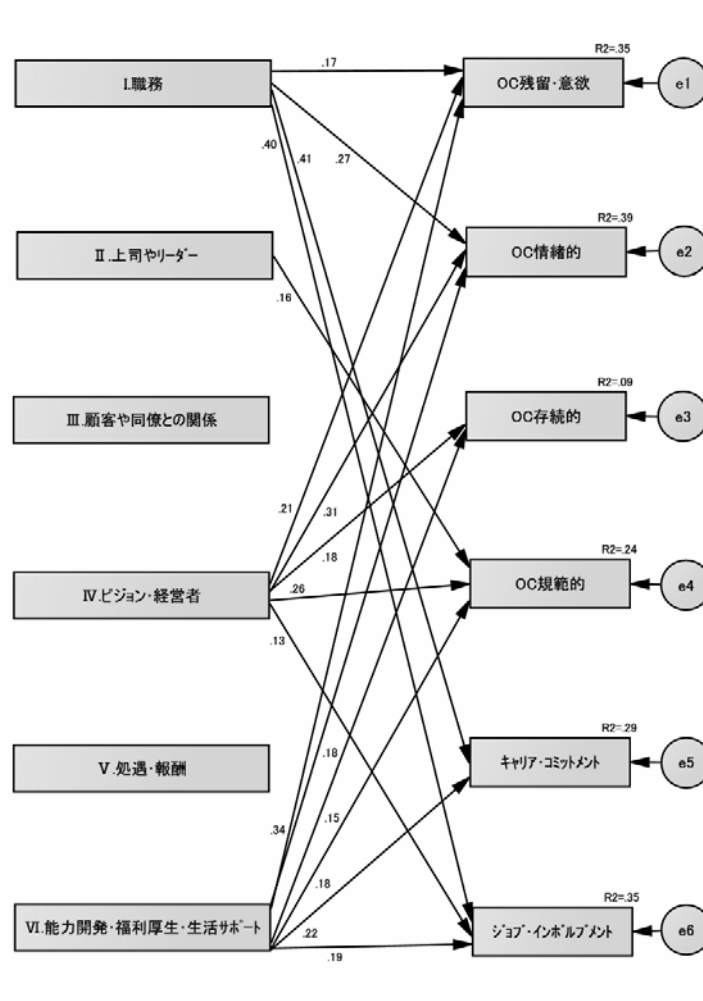 R2=.35
.17
Ⅰ.職務
OC残留・意欲
e1
.40
.41
.27
R2=.39
Ⅱ.上司やリーダー
OC情緒的
e2
.16
R2=.09
Ⅲ.顧客や同僚との関係
OC存続的
e3
.21
.31
.18
R2=.24
Ⅳ.ビジョン・経営者
.26
OC規範的
e4
.13
R2=.29
Ⅴ.処遇・報酬
.18
キャリア・コミットメント
e5
.34
.15
.18
R2=.35
Ⅵ.能力開発・福利厚生・生活サポート
.22
.19
ジョブ・インボルブメント
e6